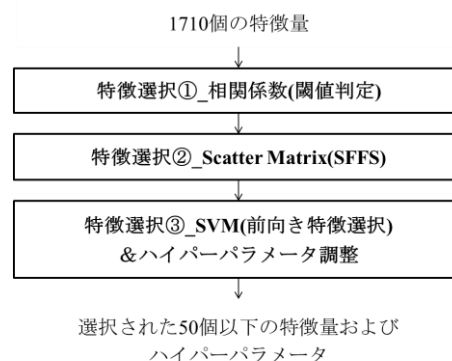 1710個の特徴量
特徴選択①_相関係数(閾値判定)
特徴選択②_Scatter Matrix(SFFS)
特徴選択③_SVM(前向き特徴選択)
&ハイパーパラメータ調整
選択された50個以下の特徴量および
ハイパーパラメータ